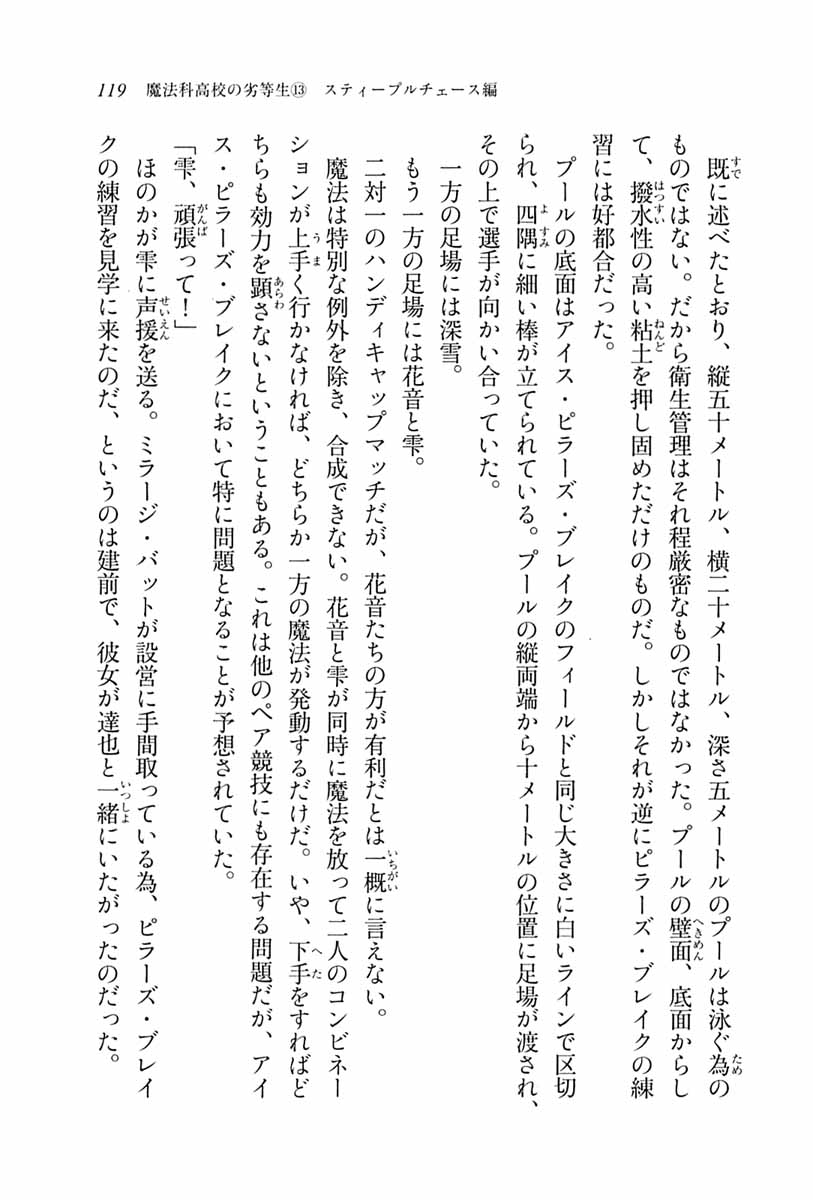 119　魔法科高校の劣等生⑬　スティープルチェース編
　既に述べたとおり、縦五十メートル、横二十メートル、深さ五メートルのプールは泳ぐ為の
ものではない。だから衛生管理はそれ程厳密なものではなかった。プールの壁面、底面からし
て、撥水性の高い粘土を押し固めただけのものだ。しかしそれが逆にピラーズ・ブレイクの練
習には好都合だった。
　プールの底面はアイス・ピラーズ・ブレイクのフィールドと同じ大きさに白いラインで区切
られ、四隅に細い棒が立てられている。プールの縦両端から十メートルの位置に足場が渡され、
その上で選手が向かい合っていた。
　一方の足場には深雪。
　もう一方の足場には花音と雫。
　二対一のハンディキャップマッチだが、花音たちの方が有利だとは一概に言えない。
　魔法は特別な例外を除き、合成できない。花音と雫が同時に魔法を放って二人のコンビネー
ションが上手く行かなければ、どちらか一方の魔法が発動するだけだ。いや、下手をすればど
ちらも効力を顕さないということもある。これは他のペア競技にも存在する問題だが、アイ
ス・ピラーズ・ブレイクにおいて特に問題となることが予想されていた。
「雫、頑張って！」
　ほのかが雫に声援を送る。ミラージ・バットが設営に手間取っている為、ピラーズ・ブレイ
クの練習を見学に来たのだ、というのは建前で、彼女が達也と一緒にいたがったのだった。